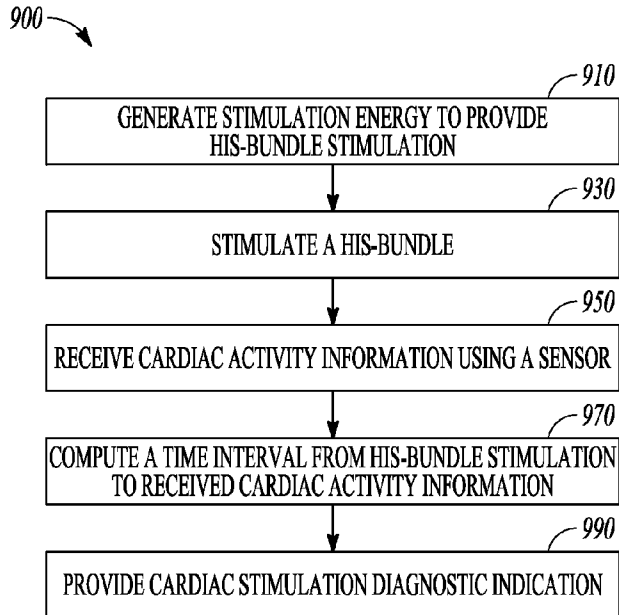 900
910
GENERATE STIMULATION ENERGY TO PROVIDE
HIS-BUNDLE STIMULATION
930
STIMULATE A HIS-BUNDLE
950
RECEIVE CARDIAC ACTIVITY INFORMATION USING A SENSOR
970
COMPUTE A TIME INTERVAL FROM HIS-BUNDLE STIMULATION
TO RECEIVED CARDIAC ACTIVITY INFORMATION
990
PROVIDE CARDIAC STIMULATION DIAGNOSTIC INDICATION